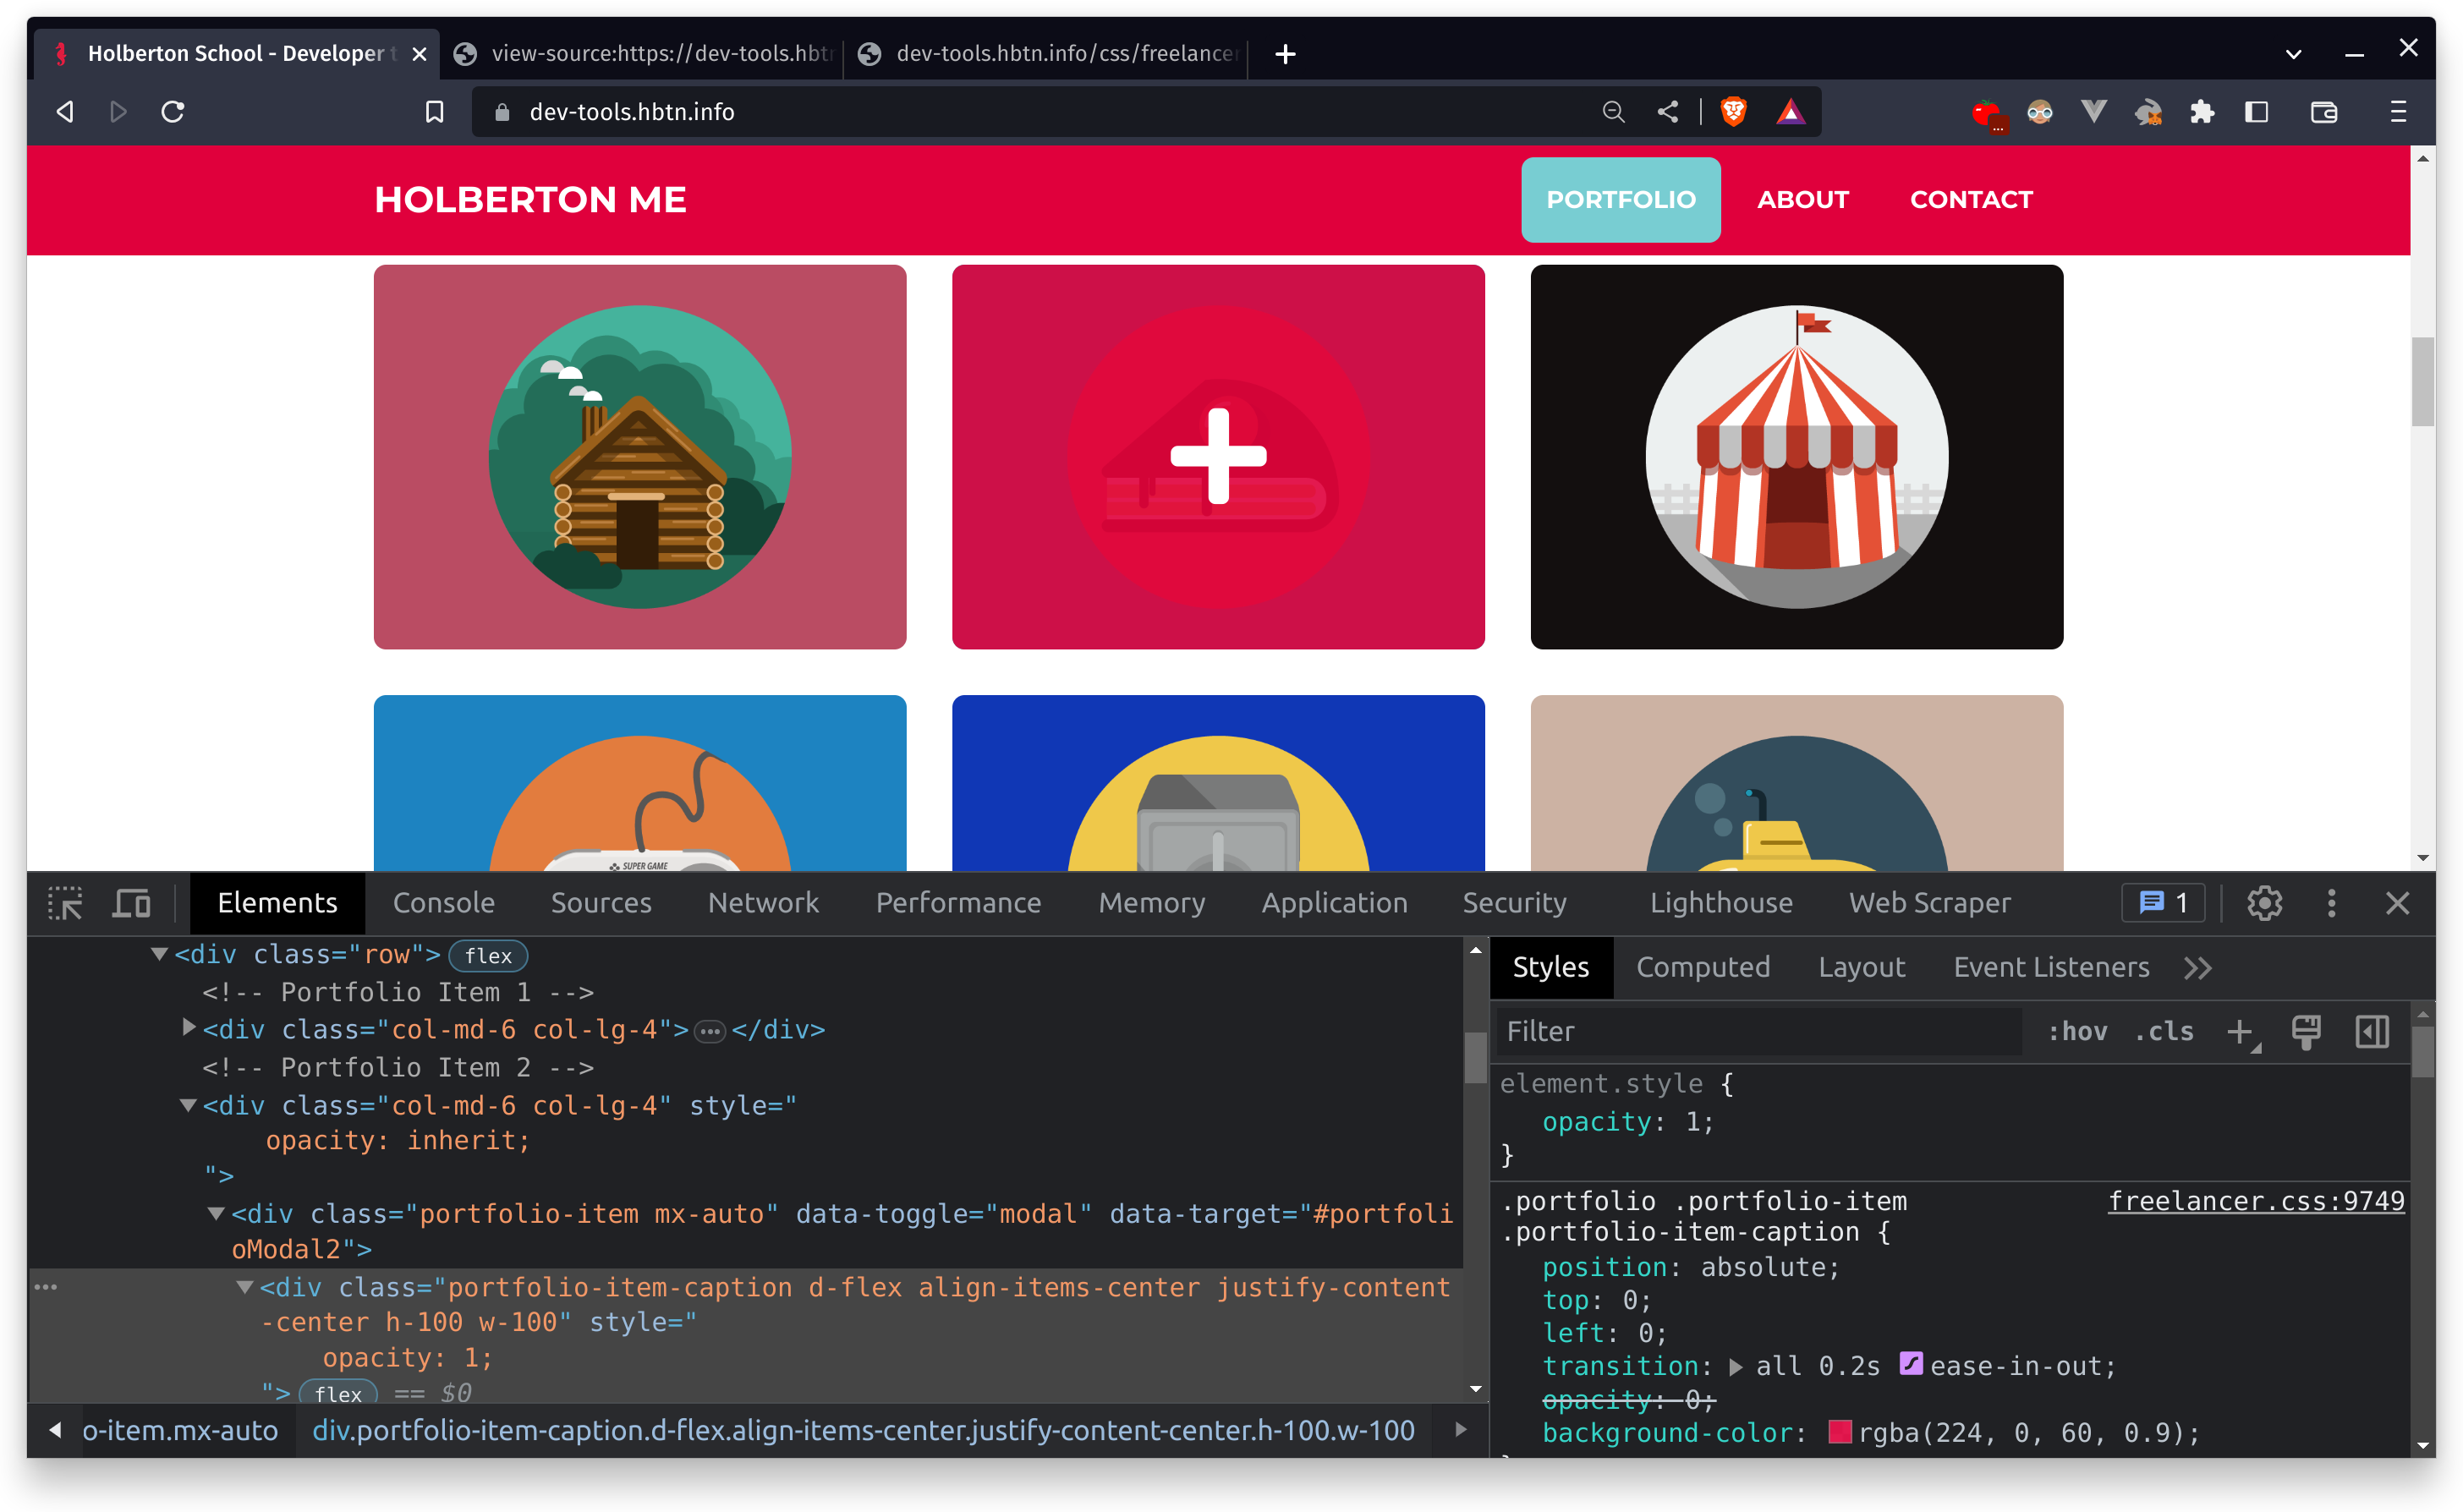 Holberton School - Developer t
view-source:https://dev-tools.hbtn
dev-tools.hbtn.info/css/freelancer
dev-tools.hbtn.info
HOLBERTON ME
PORTFOLIO
ABOUT
CONTACT
SUPER GAME
Elements
Console
Sources
Network
Performance
Memory
Application
Security
Lighthouse
Web Scraper
1
<div class="row"> flex
<!-- Portfolio Item 1 -->
<div class="col-md-6 col-lg-4"> ••• </div>
<!-- Portfolio Item 2 -->
<div class="col-md-6 col-lg-4" style="
opacity: inherit;
">
<div class="portfolio-item mx-auto" data-toggle="modal" data-target="#portfoli
oModal2">
<div class="portfolio-item-caption d-flex align-items-center justify-content
-center h-100 w-100" style="
opacity: 1;
"> flex == $0
o-item.mx-auto
div.portfolio-item-caption.d-flex.align-items-center.justify-content-center.h-100.w-100
Styles
Computed
Layout
Event Listeners
Filter
:hov
.cls
element.style {
opacity: 1;
}
.portfolio .portfolio-item
freelancer.css:9749
.portfolio-item-caption {
position: absolute;
top: 0;
left: 0;
transition: all 0.2s ease-in-out;
opacity: 0;
background-color: rgba(224, 0, 60, 0.9);